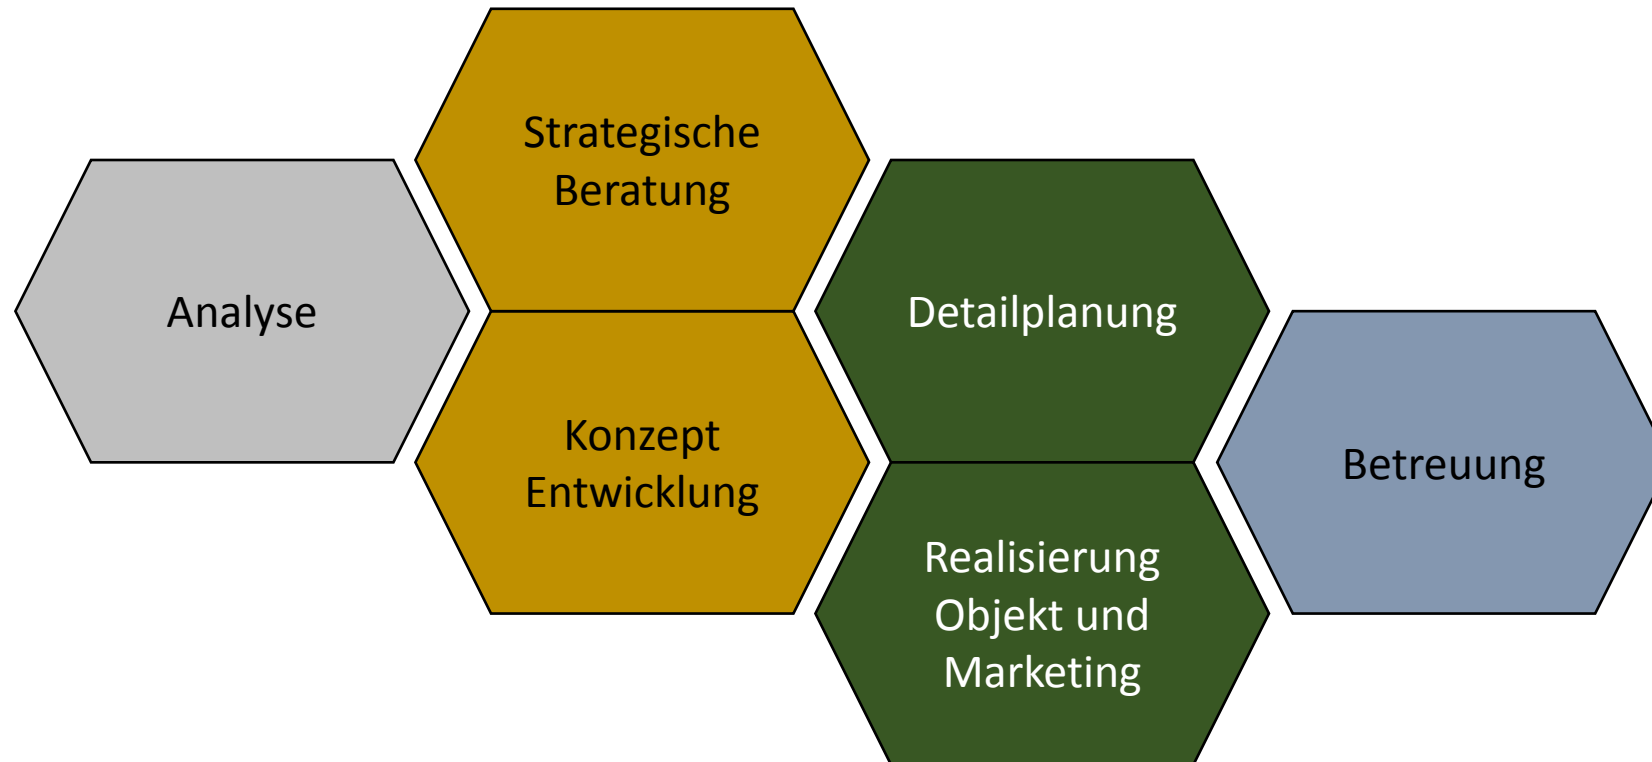 Analyse
Strategische
Beratung
Konzept
Entwicklung
Detailplanung
Realisierung
Objekt und
Marketing
Betreuung